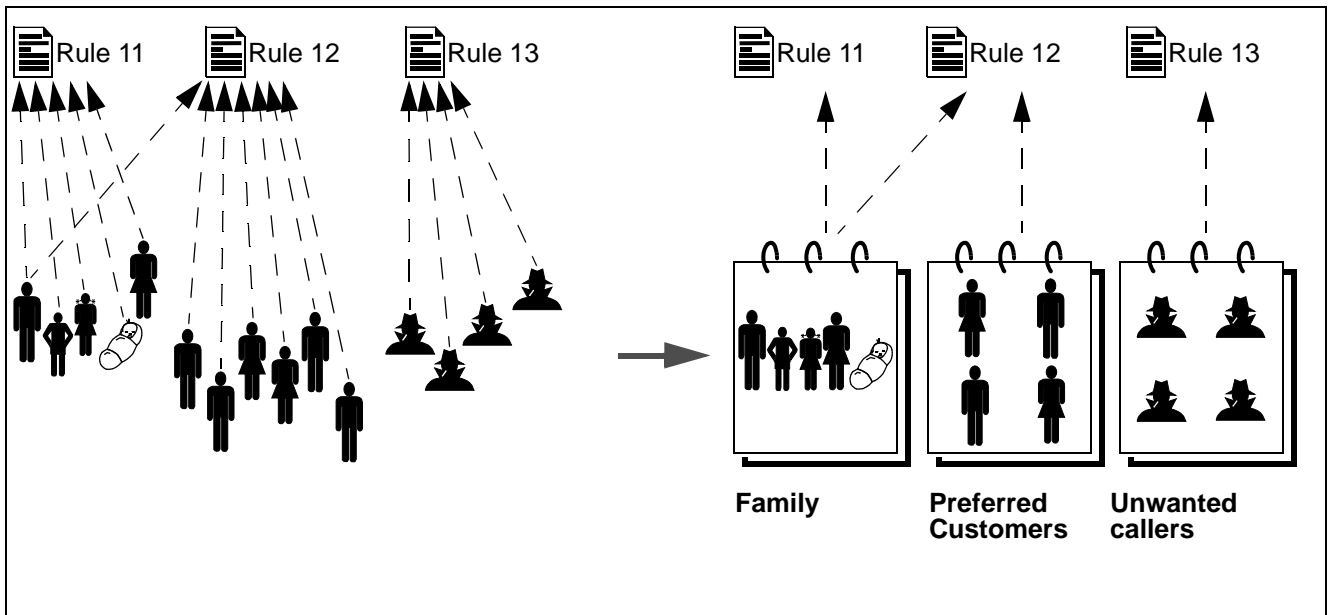 Rule 11
Rule 12
Rule 13
Rule 11
Rule 12
Rule 13
Family
Preferred
Customers
Unwanted
callers